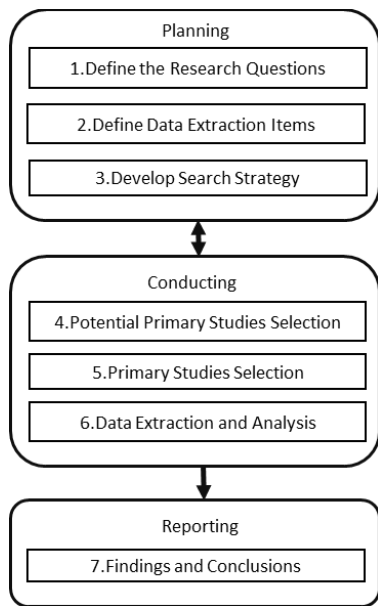 Planning
1.Define the Research Questions
2.Define Data Extraction Items
3.Develop Search Strategy
Conducting
4.Potential Primary Studies Selection
5.Primary Studies Selection
6.Data Extraction and Analysis
Reporting
7.Findings and Conclusions